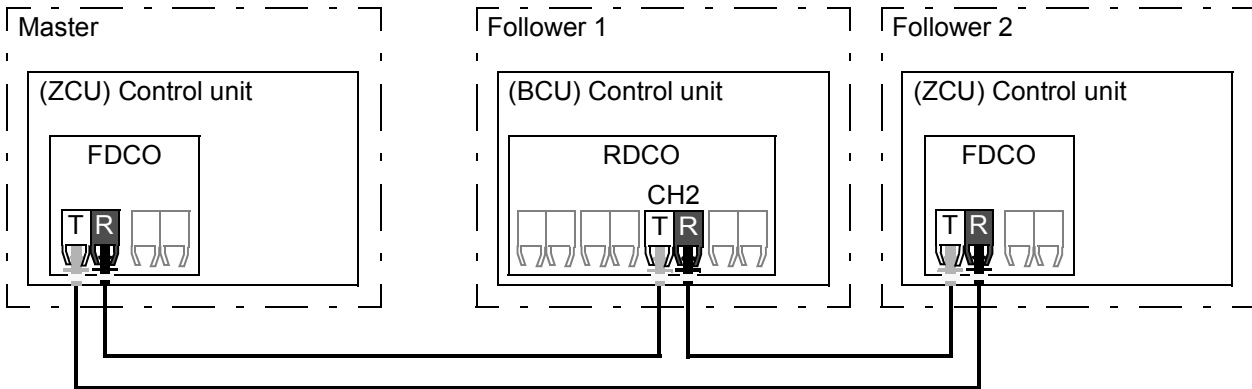 Master
(ZCU) Control unit
FDCO
T R
Follower 1
(BCU) Control unit
RDCO
CH2
T R
Follower 2
(ZCU) Control unit
FDCO
T R